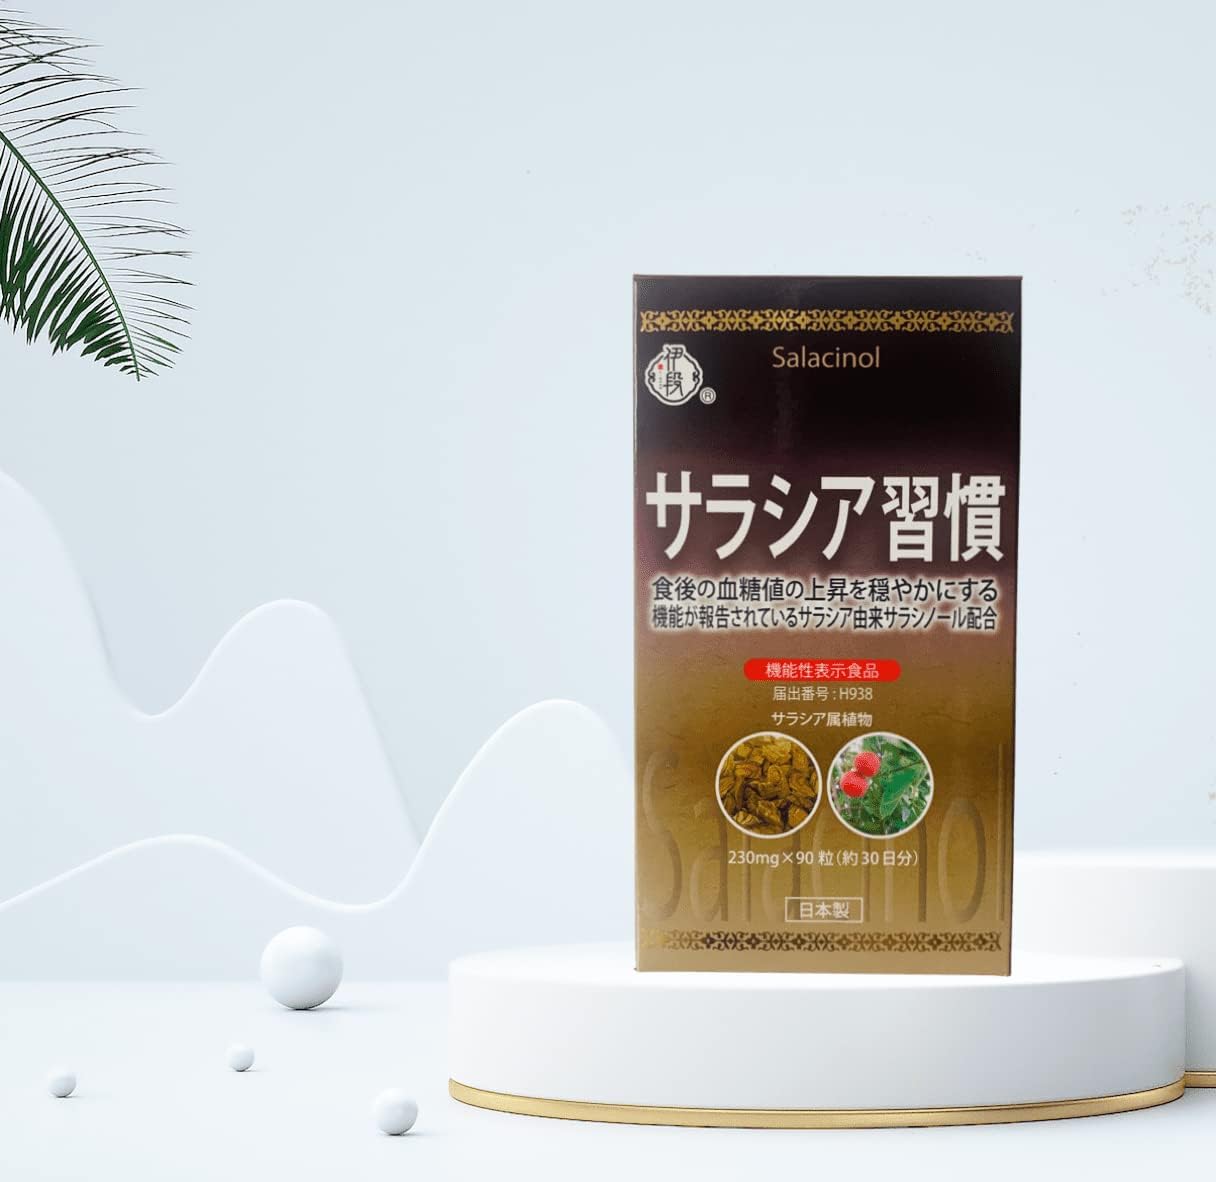 Salacinol
伊段
®
サラシア習慣
食後の血糖値の上昇を穏やかにする
機能が報告されているサラシア由来サラシノール配合
機能性表示食品
届出番号:H938
サラシア属植物
Salacinol
230mg×90粒(約30日分)
日本製